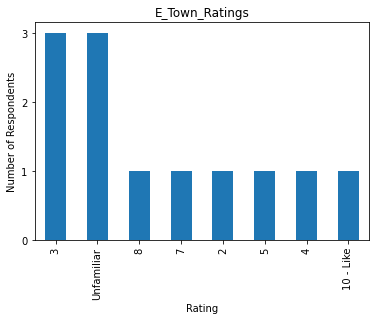 E_Town_Ratings
Number of Respondents
3
2
1
0
3
Unfamiliar
8
7
2
5
4
10 - Like
Rating